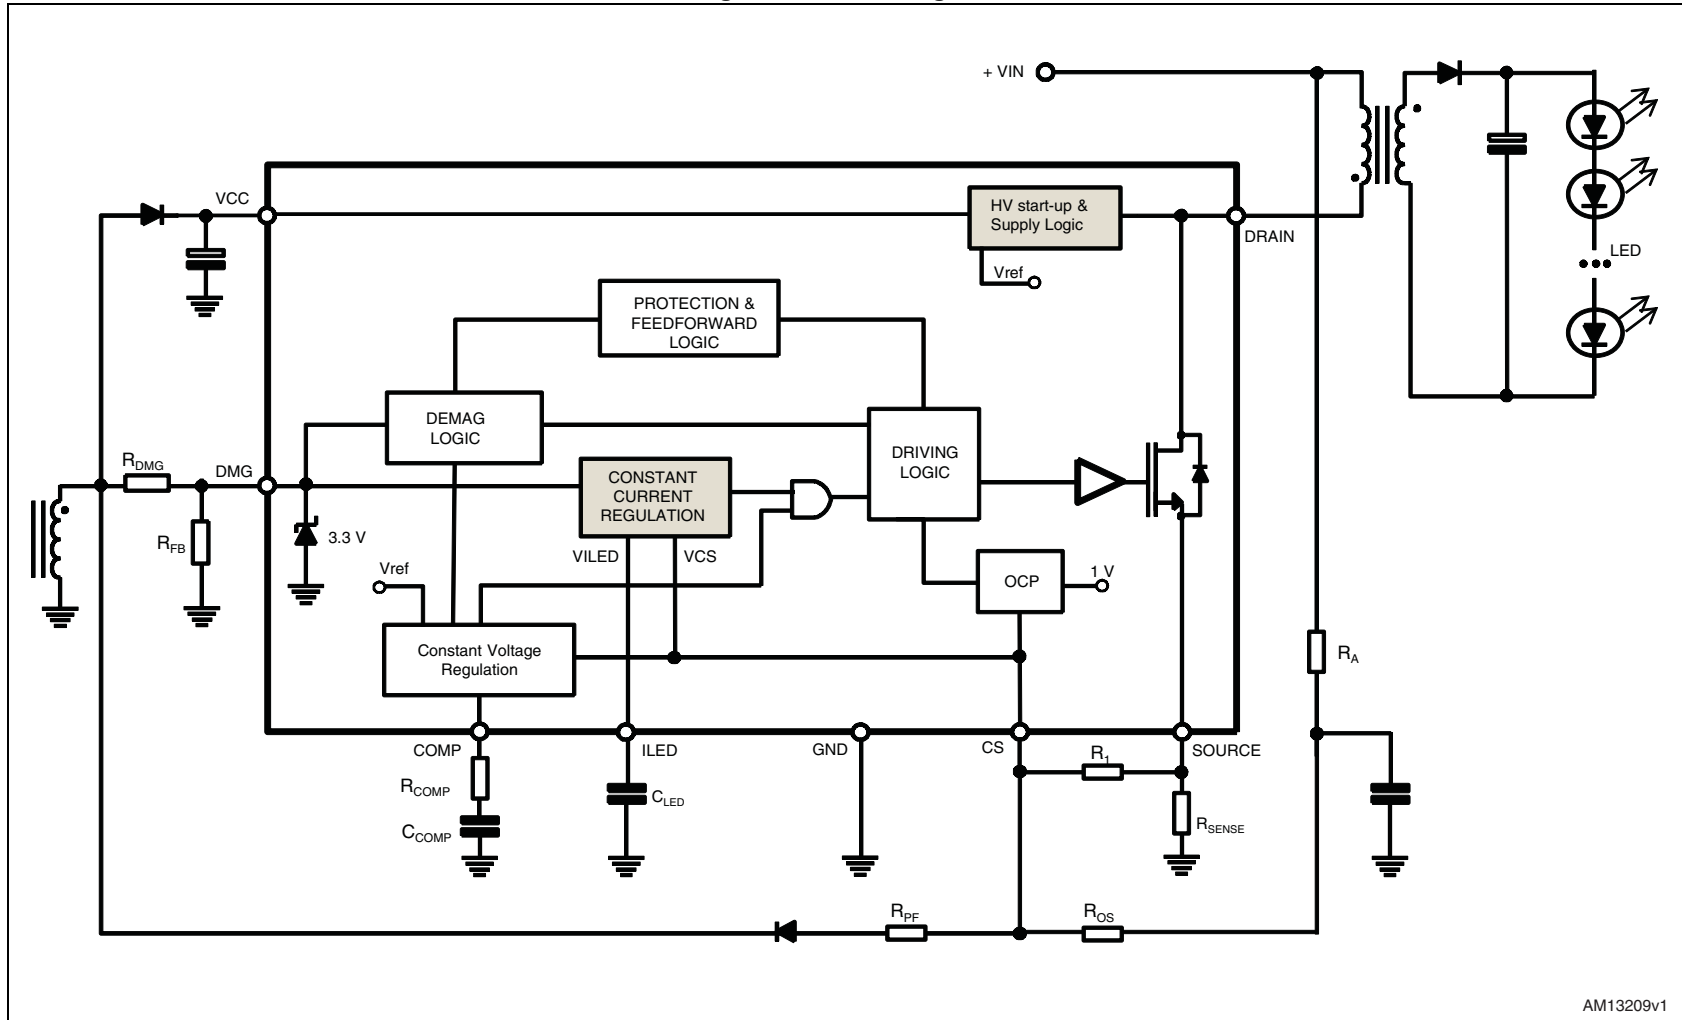 + VIN
VCC
HV start-up &
Supply Logic
DRAIN
LED
Vref
PROTECTION &
FEEDFORWARD
LOGIC
DEMAG
LOGIC
DRIVING
LOGIC
RDMG
DMG
CONSTANT
CURRENT
REGULATION
RFB
3.3 V
VILED
VCS
Vref
OCP
1 V
Constant Voltage
Regulation
RA
COMP
ILED
GND
CS
SOURCE
R1
RCOMP
CLED
CCOMP
RSENSE
RPF
ROS
AM13209v1